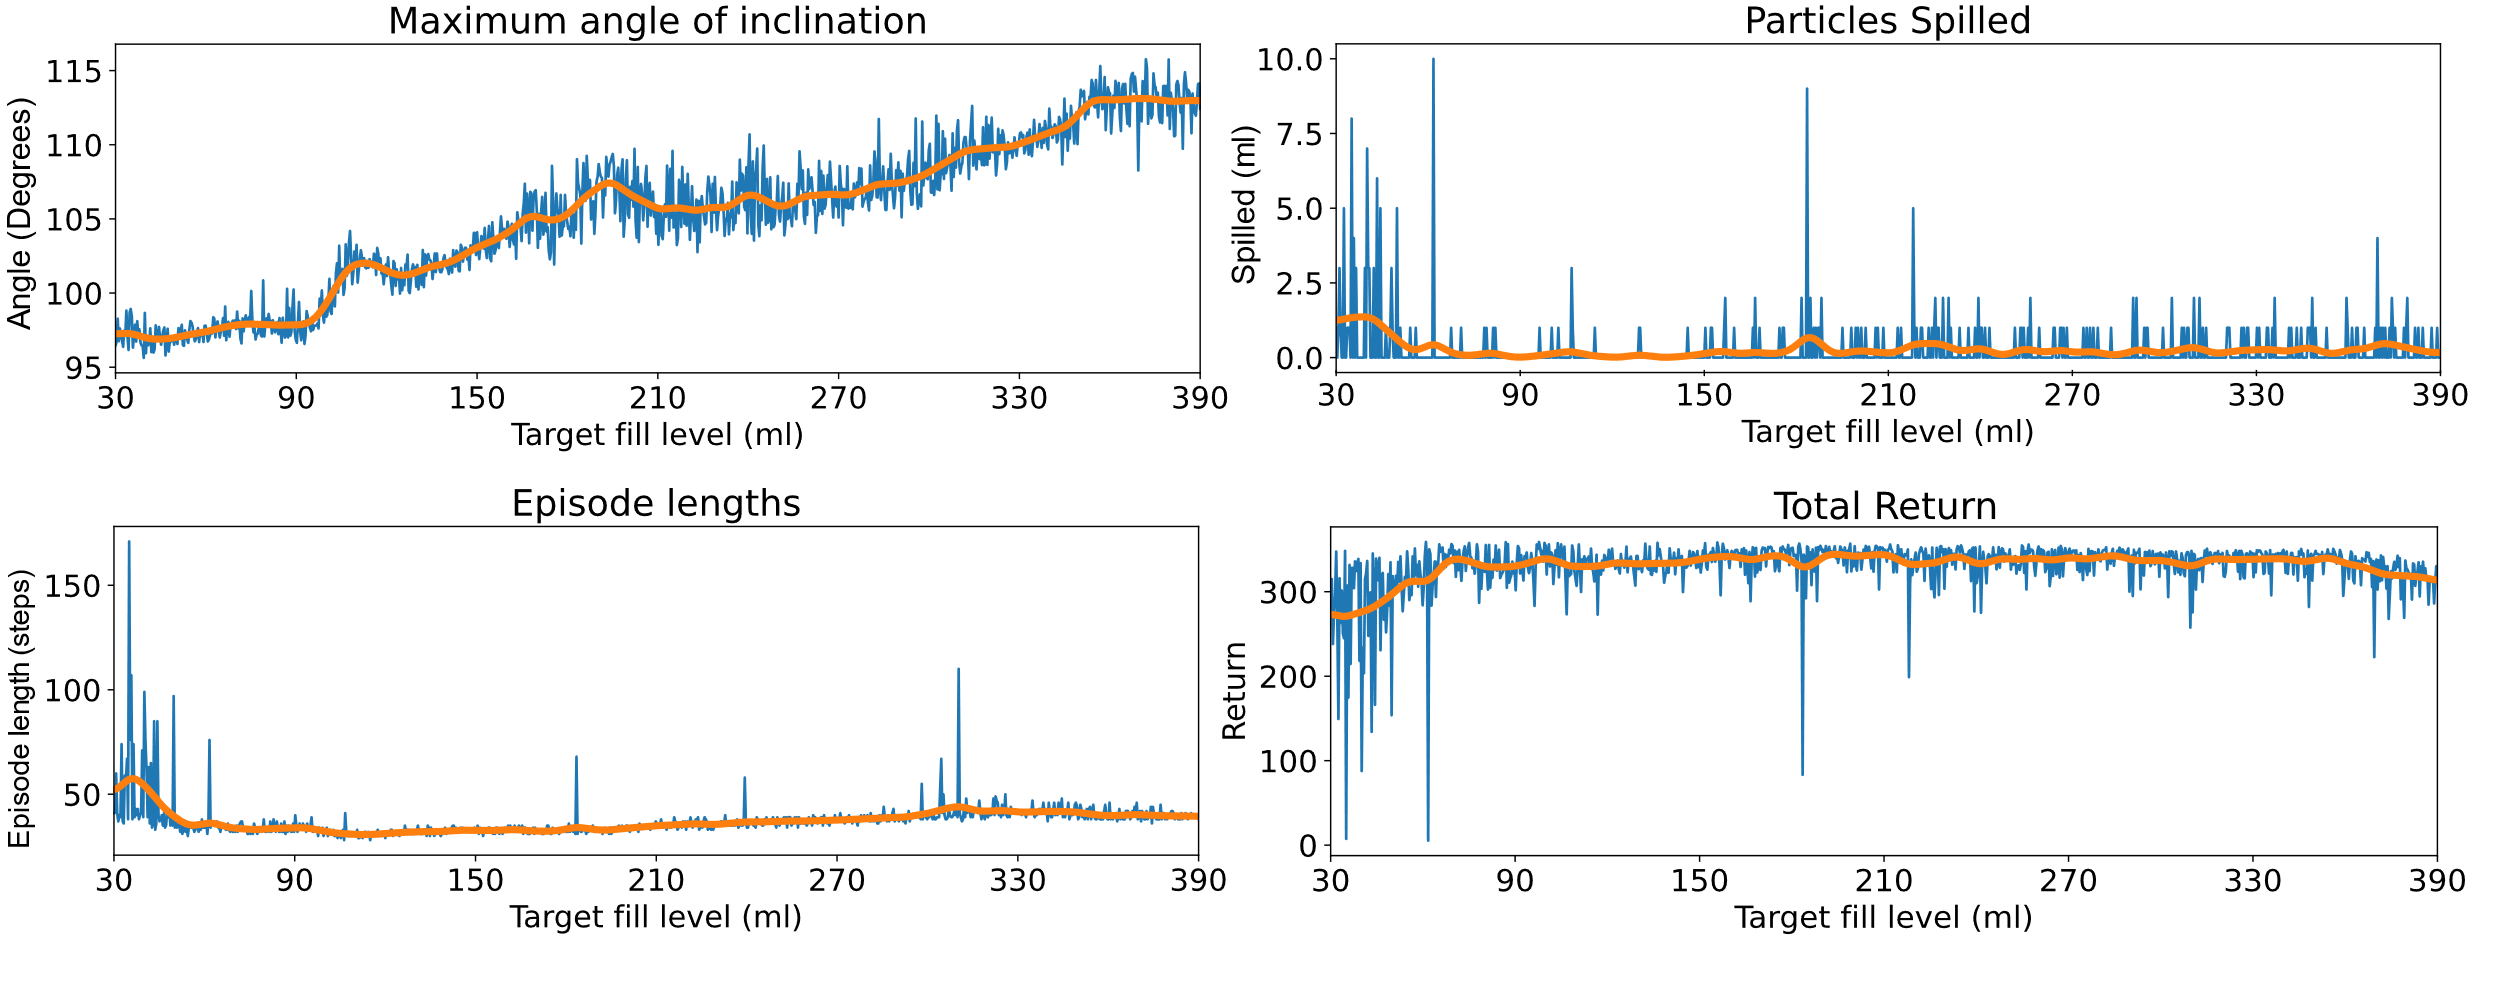 Maximum angle of inclination
Angle (Degrees)
115
110
105
100
95
30 90 150 210 270 330 390
Target fill level (ml)
Particles Spilled
Spilled (ml)
10.0
7.5
5.0
2.5
0.0
30 90 150 210 270 330 390
Target fill level (ml)
Episode lengths
Episode length (steps)
150
100
50
30 90 150 210 270 330 390
Target fill level (ml)
Total Return
Return
300
200
100
0
30 90 150 210 270 330 390
Target fill level (ml)